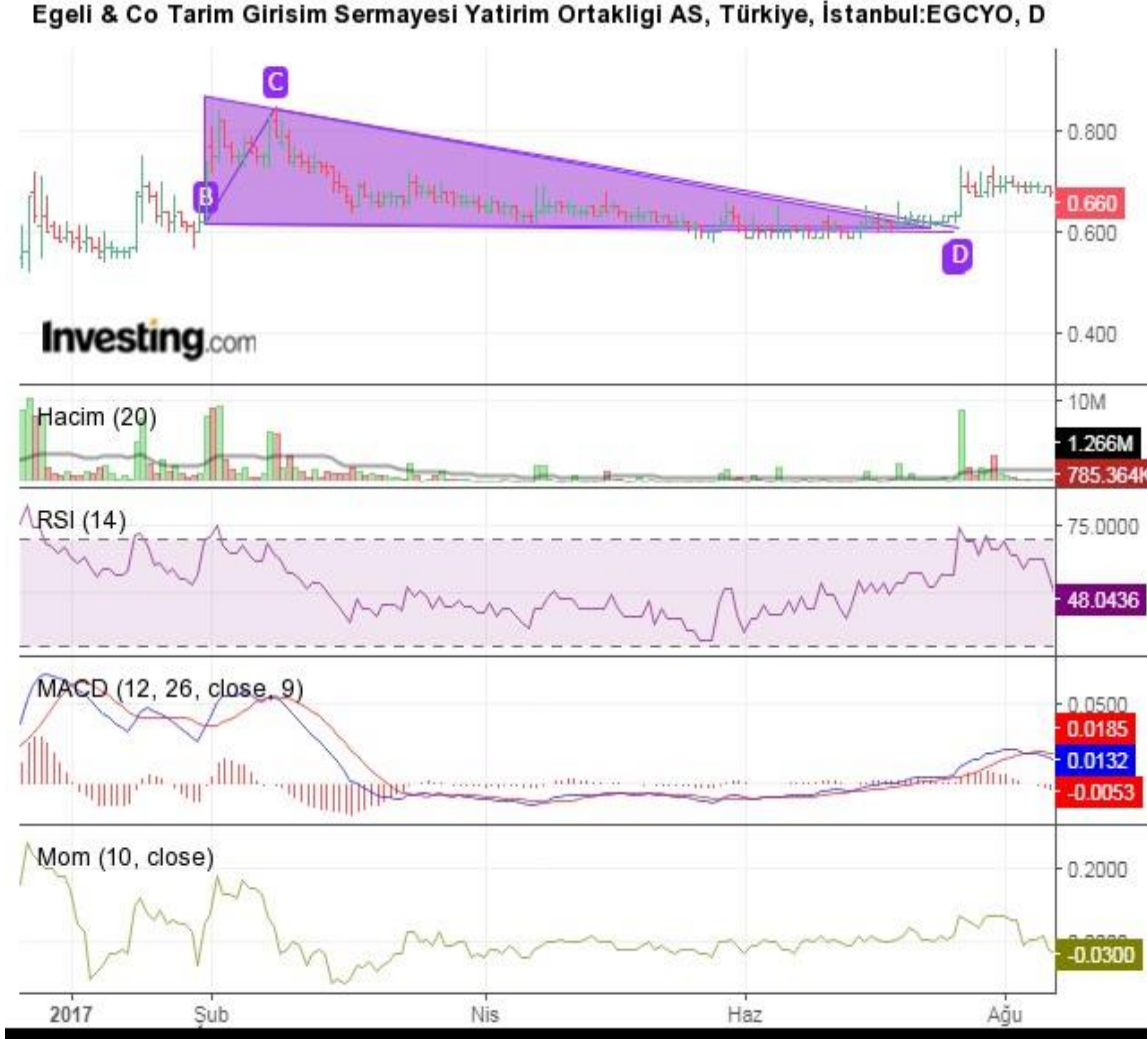 Egeli & Co Tarim Girisim Sermayesi Yatirim Ortakligi AS, Türkiye, İstanbul:EGCYO, D
C
0.800
B
0.660
0.600
D
Investing.com
0.400
Hacim (20)
10M
1.266M
785.364K
RSI (14)
75.0000
48.0436
MACD (12, 26, close, 9)
0.0500
0.0185
0.0132
-0.0053
Mom (10, close)
0.2000
-0.0300
2017 Şub Nis Haz Ağu